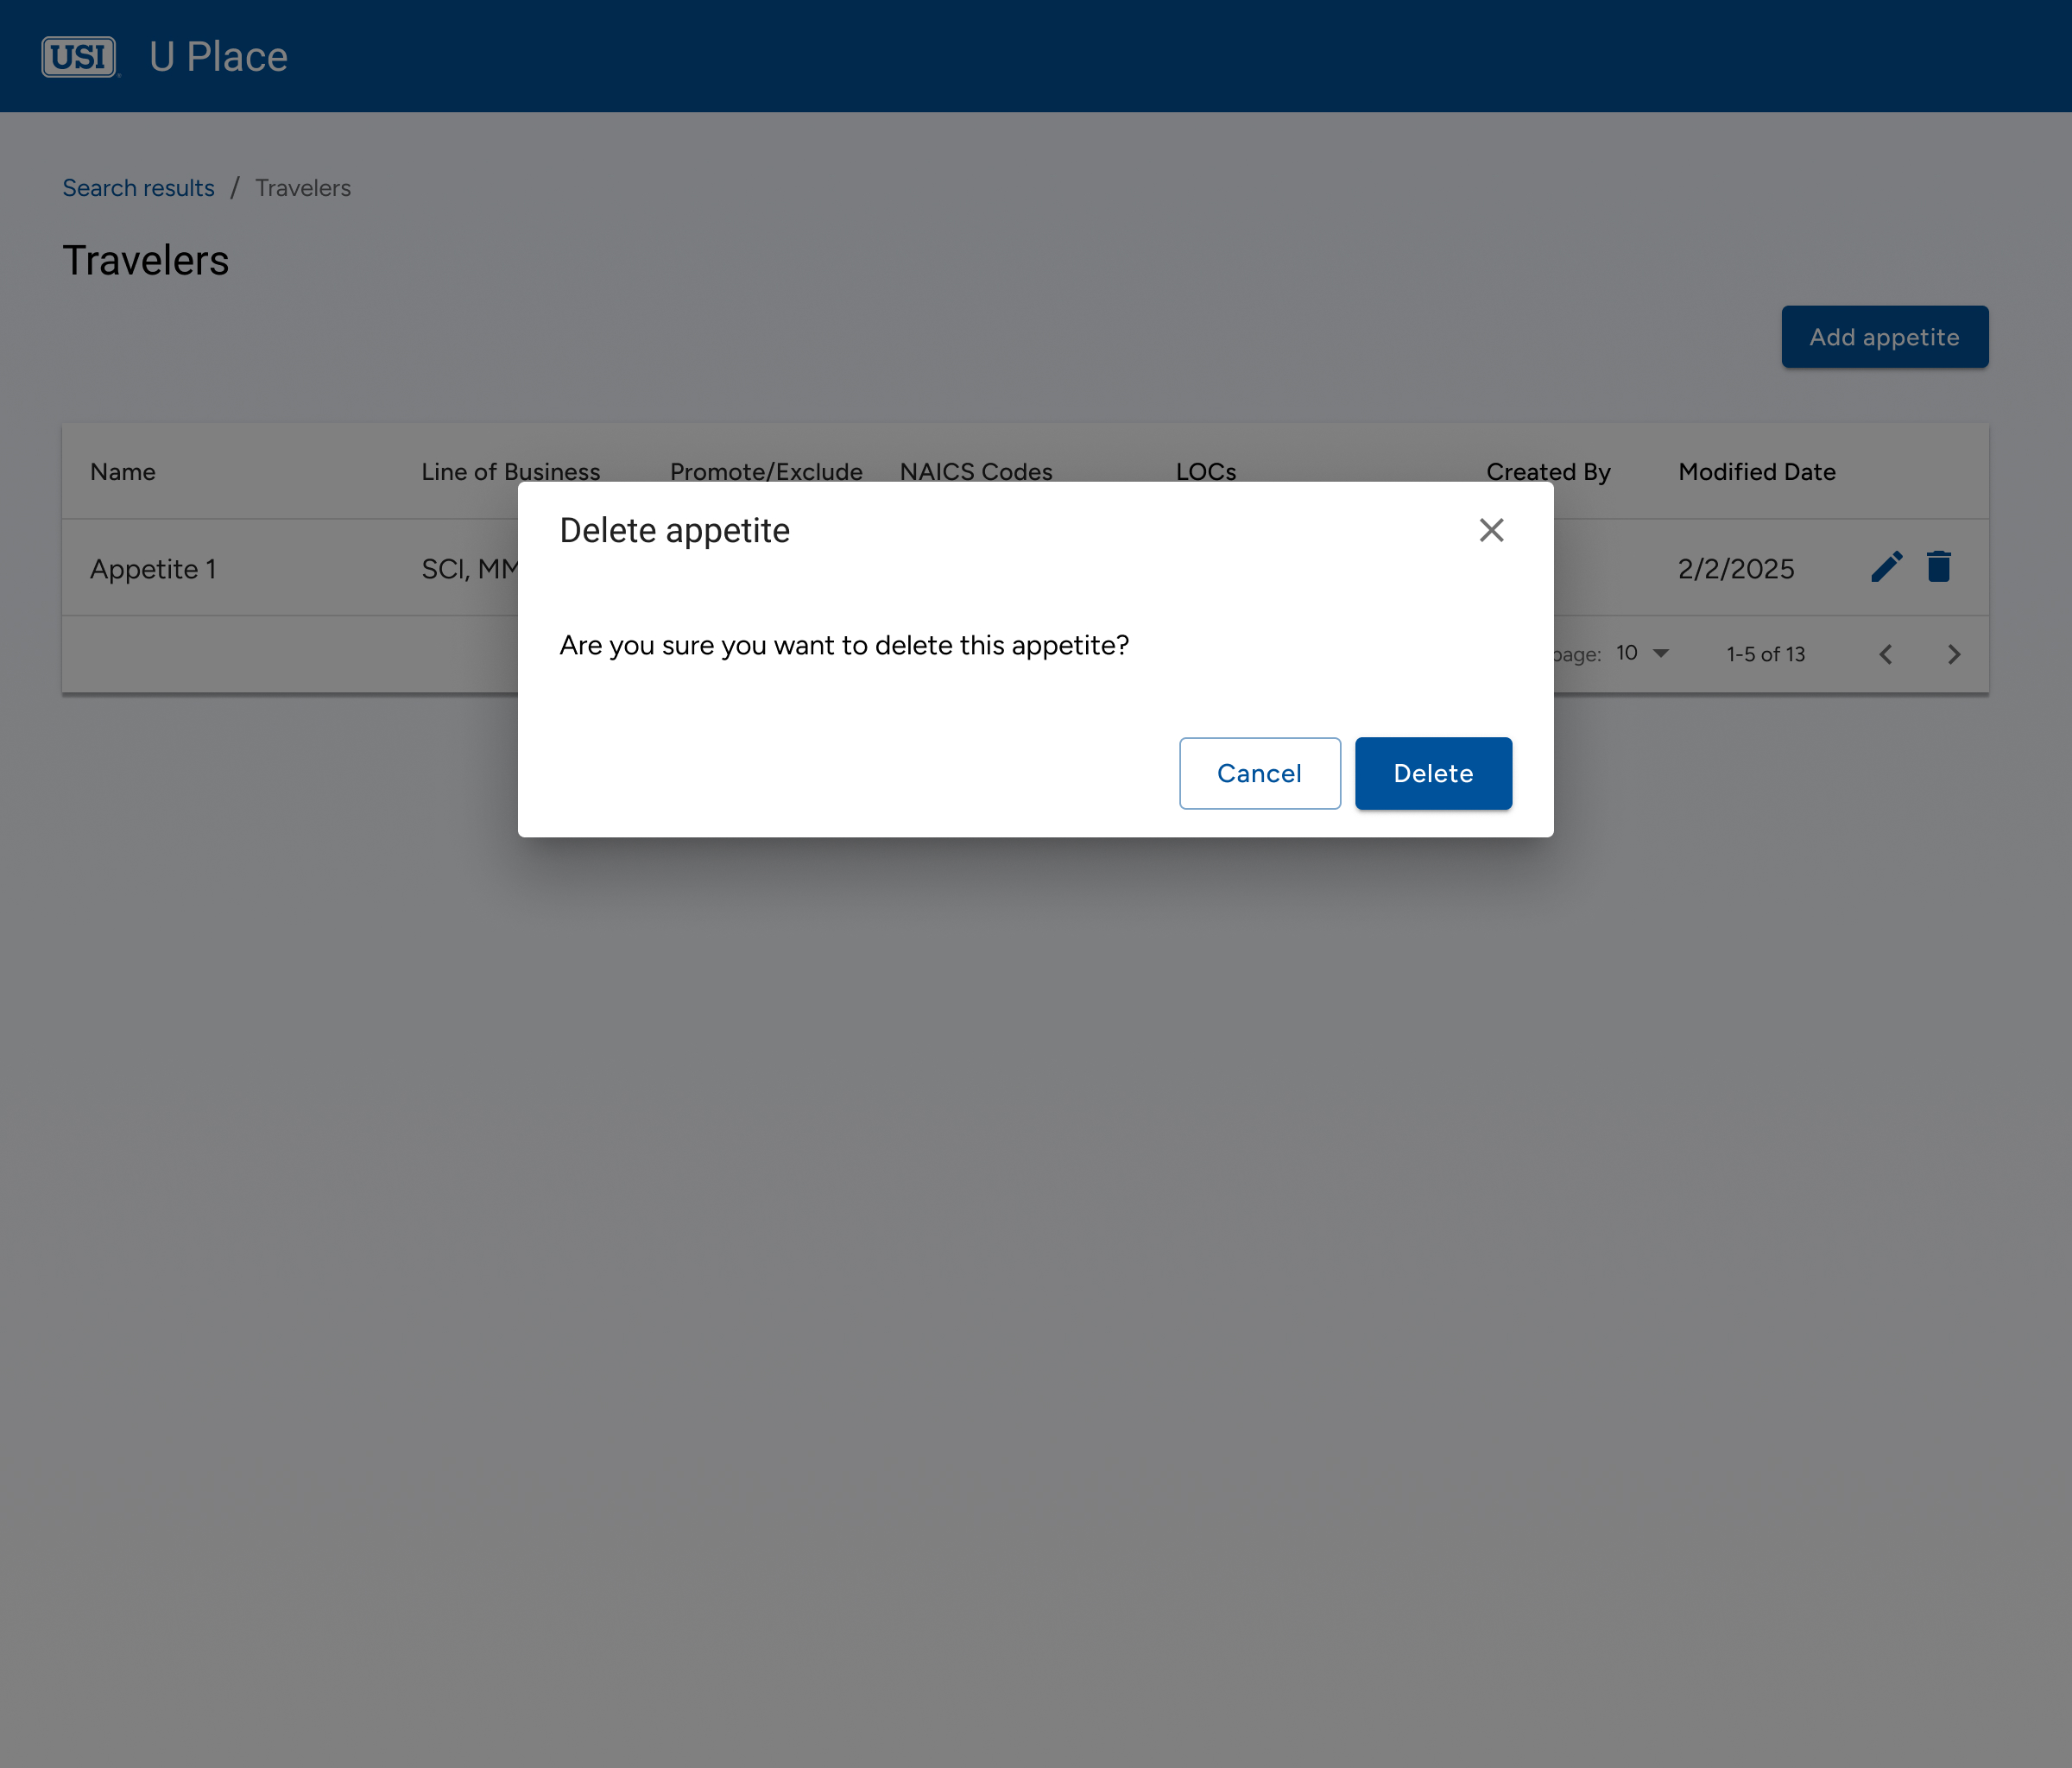 USI U Place
Search results / Travelers
Travelers
Add appetite
Name Line of Business Promote/Exclude NAICS Codes LOCs Created By Modified Date
Delete appetite
Appetite 1 SCI, MM 2/2/2025
Are you sure you want to delete this appetite?
page: 10 1-5 of 13
Cancel Delete